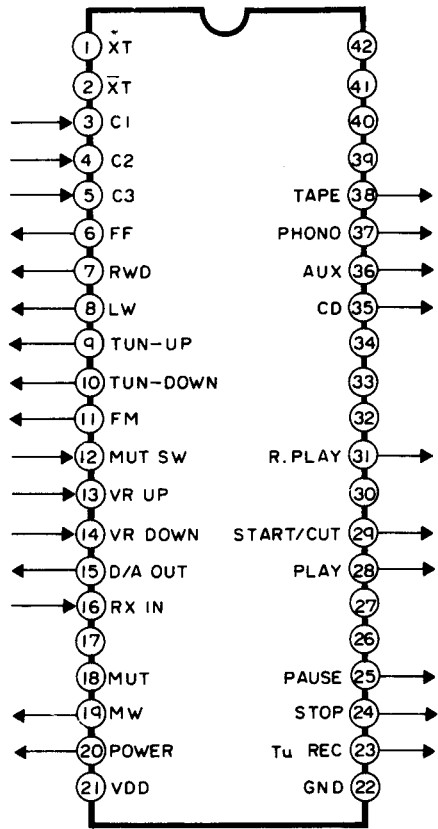 1 XT 42
2 X̅T 41
3 C1 40
4 C2 39
5 C3 TAPE 38
6 FF PHONO 37
7 RWD AUX 36
8 LW CD 35
9 TUN-UP 34
10 TUN-DOWN 33
11 FM 32
12 MUT SW R.PLAY 31
13 VR UP 30
14 VR DOWN START/CUT 29
15 D/A OUT PLAY 28
16 RX IN 27
17 26
18 MUT PAUSE 25
19 MW STOP 24
20 POWER Tu REC 23
21 VDD GND 22